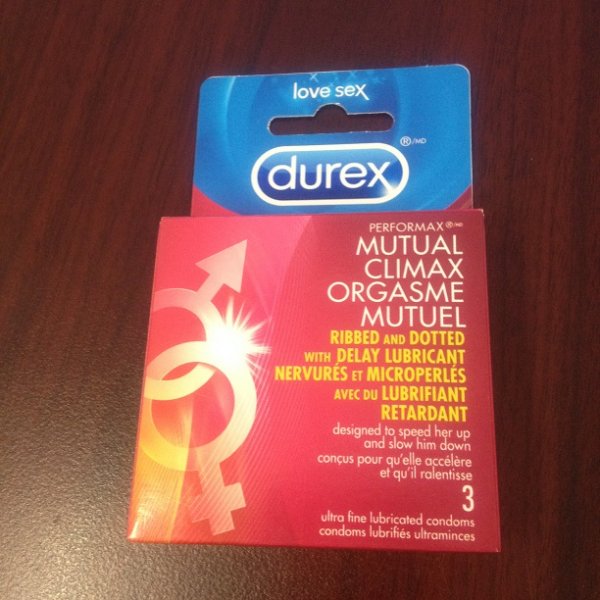 love sex
durex ®/MD
PERFORMAX®/MD
MUTUAL
CLIMAX
ORGASME
MUTUEL
RIBBED AND DOTTED
WITH DELAY LUBRICANT
NERVURÉS ET MICROPERLÉS
AVEC DU LUBRIFIANT
RETARDANT
designed to speed her up
and slow him down
conçus pour qu'elle accélère
et qu'il ralentisse
3
ultra fine lubricated condoms
condoms lubrifiés ultraminces